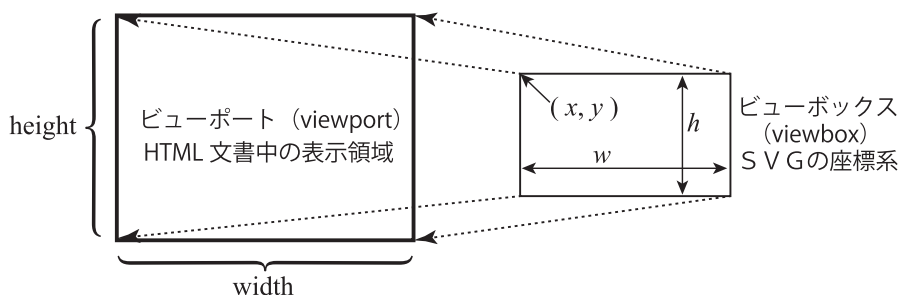 height
ビューポート (viewport)
HTML 文書中の表示領域
width
(x, y)
h
w
ビューボックス
(viewbox)
ＳＶＧの座標系